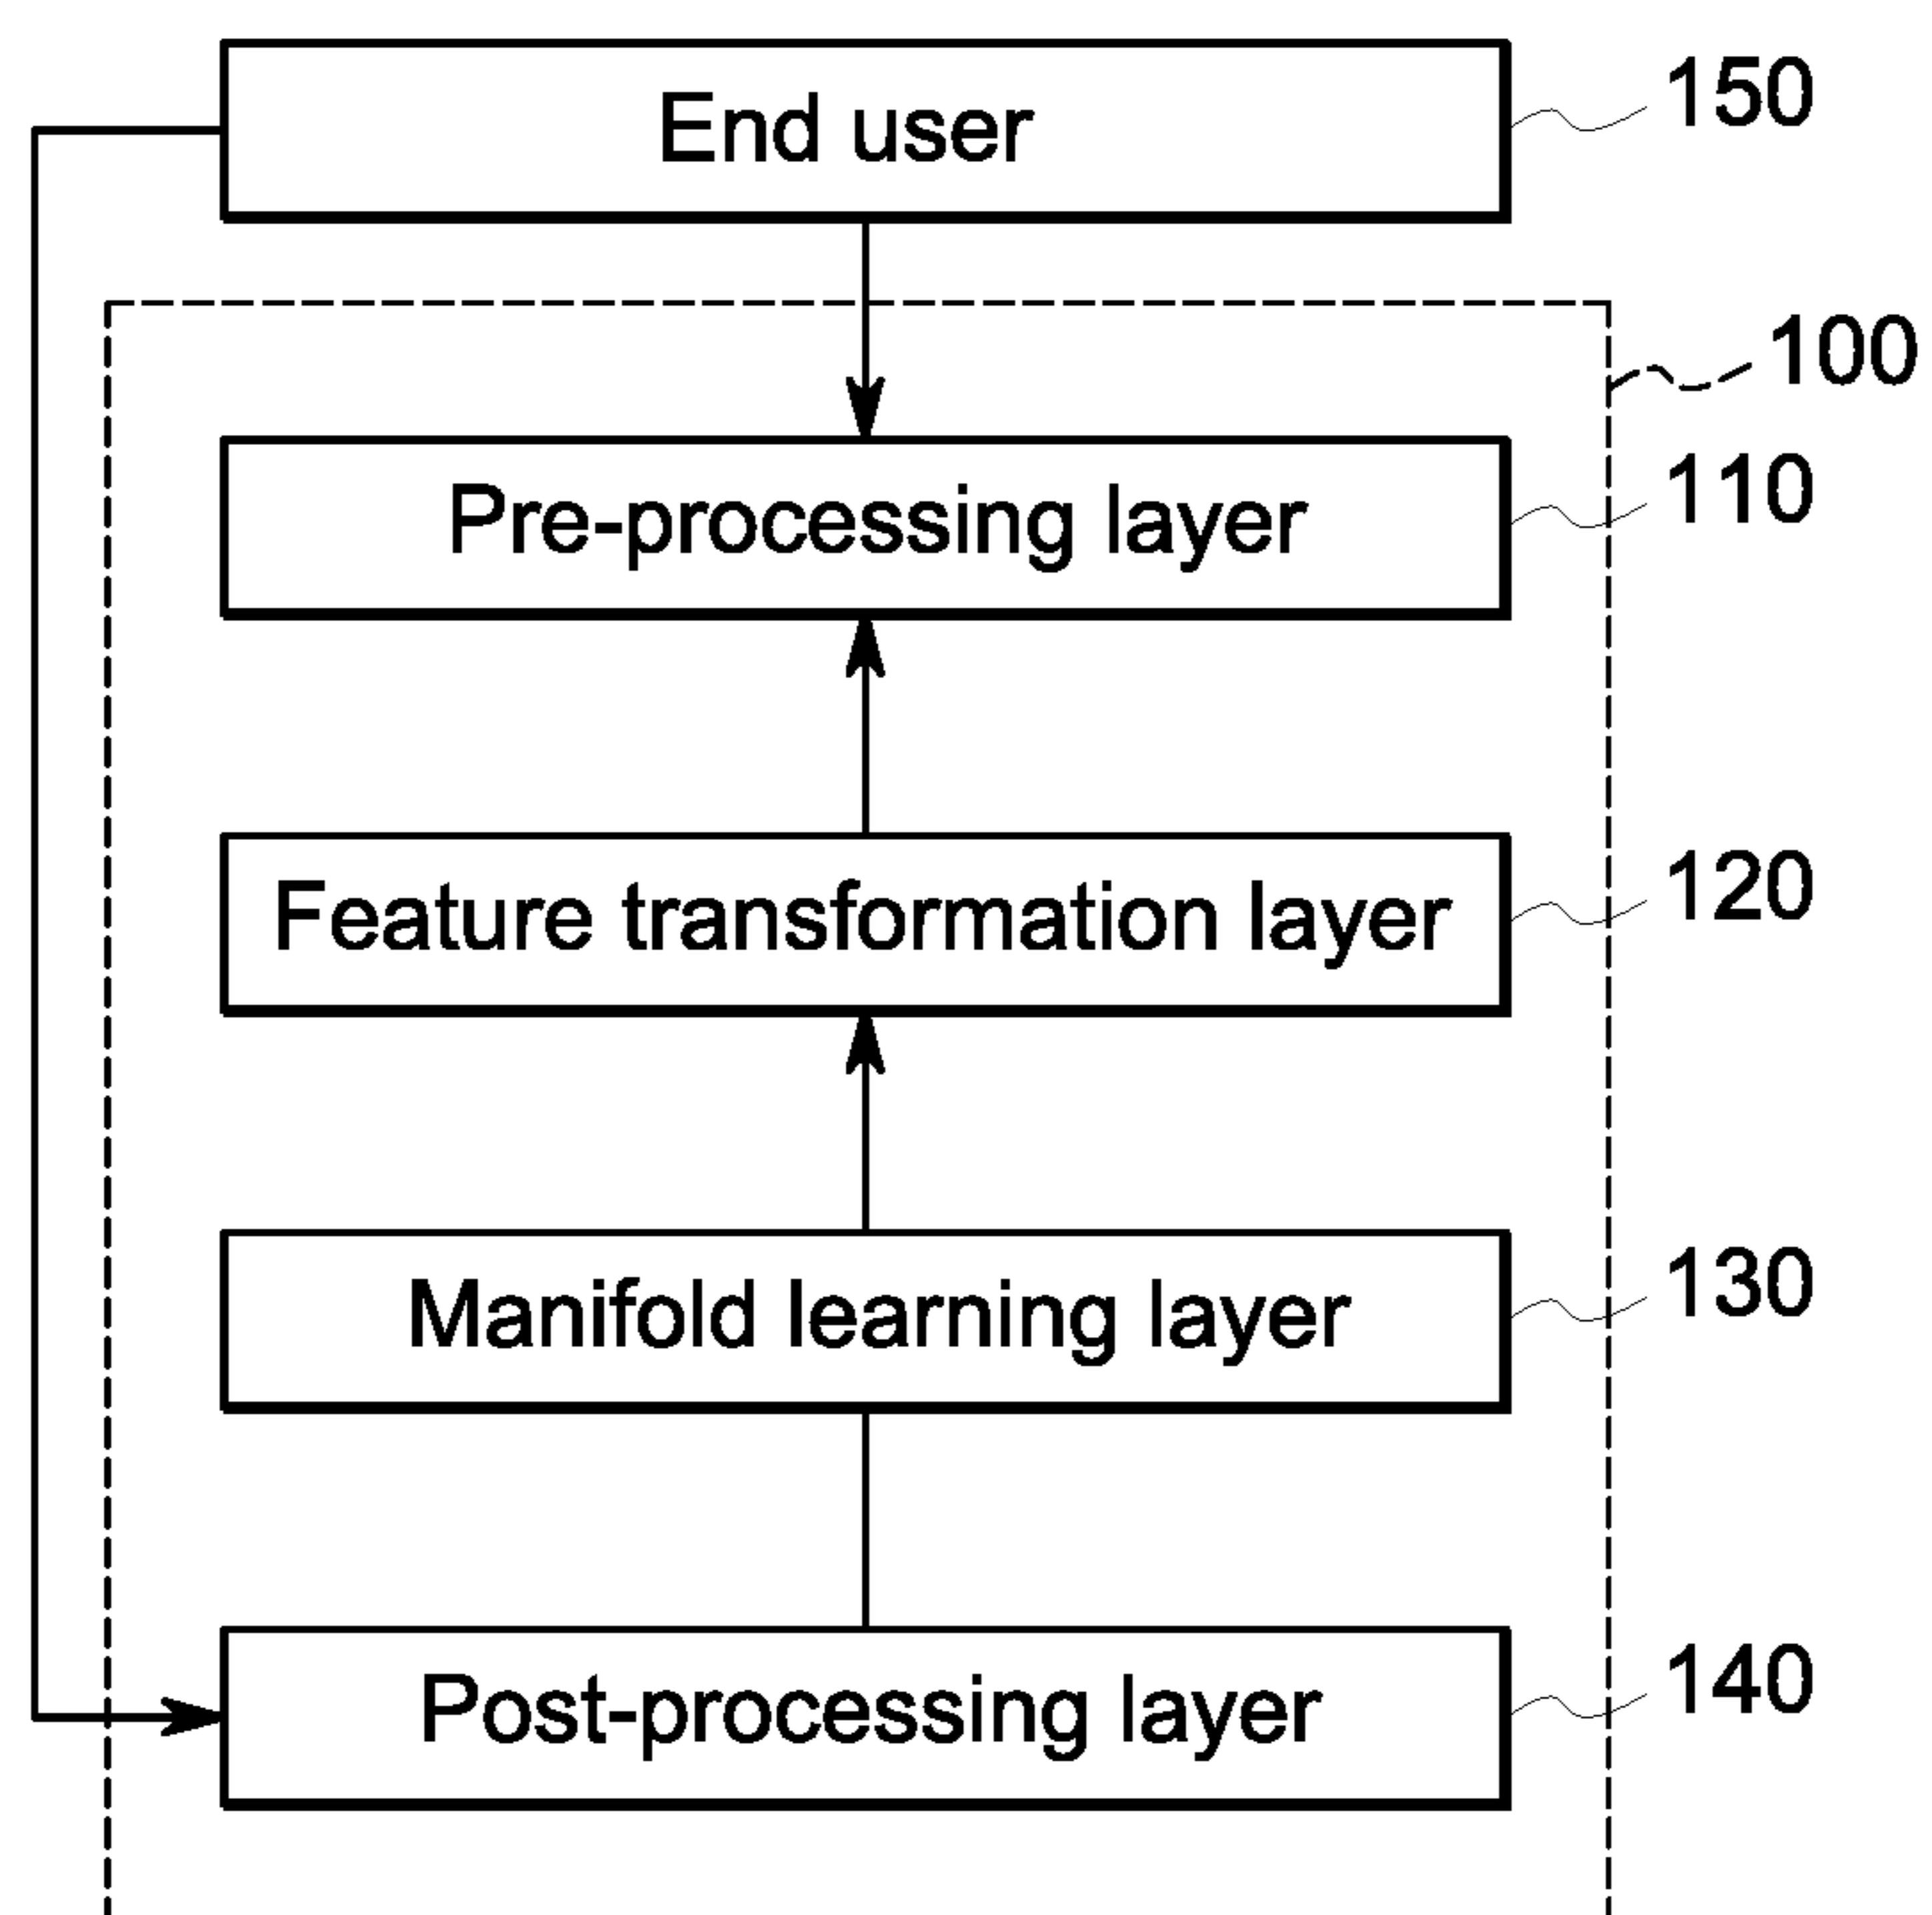 End user
150
100
Pre-processing layer
110
Feature transformation layer
120
Manifold learning layer
130
Post-processing layer
140